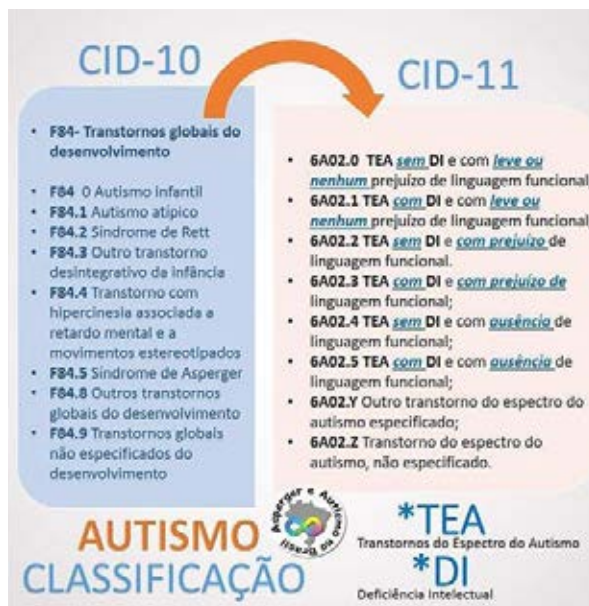 CID-10
CID-11
• F84- Transtornos globais do
desenvolvimento
• F84 0 Autismo Infantil
• F84.1 Autismo atípico
• F84.2 Síndrome de Rett
• F84.3 Outro transtorno
desintegrativo da infância
• F84.4 Transtorno com
hipercinesia associada a
retardo mental e a
movimentos estereotipados
• F84.5 Síndrome de Asperger
• F84.8 Outros transtornos
globais do desenvolvimento
• F84.9 Transtornos globais
não especificados do
desenvolvimento
• 6A02.0 TEA sem DI e com leve ou
nenhum prejuízo de linguagem funcional
• 6A02.1 TEA com DI e com leve ou
nenhum prejuízo de linguagem funcional
• 6A02.2 TEA sem DI e com prejuízo de
linguagem funcional.
• 6A02.3 TEA com DI e com prejuízo de
linguagem funcional;
• 6A02.4 TEA sem DI e com ausência de
linguagem funcional;
• 6A02.5 TEA com DI e com ausência de
linguagem funcional;
• 6A02.Y Outro transtorno do espectro do
autismo especificado;
• 6A02.Z Transtorno do espectro do
autismo, não especificado.
AUTISMO
CLASSIFICAÇÃO
Asperger e Autismo no Brasil
*TEA
Transtornos do Espectro do Autismo
*DI
Deficiência Intelectual